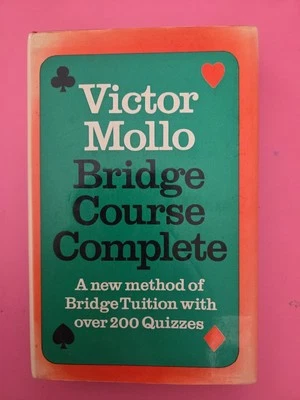 Victor
Mollo
Bridge
Course
Complete
A new method of
Bridge Tuition with
over 200 Quizzes